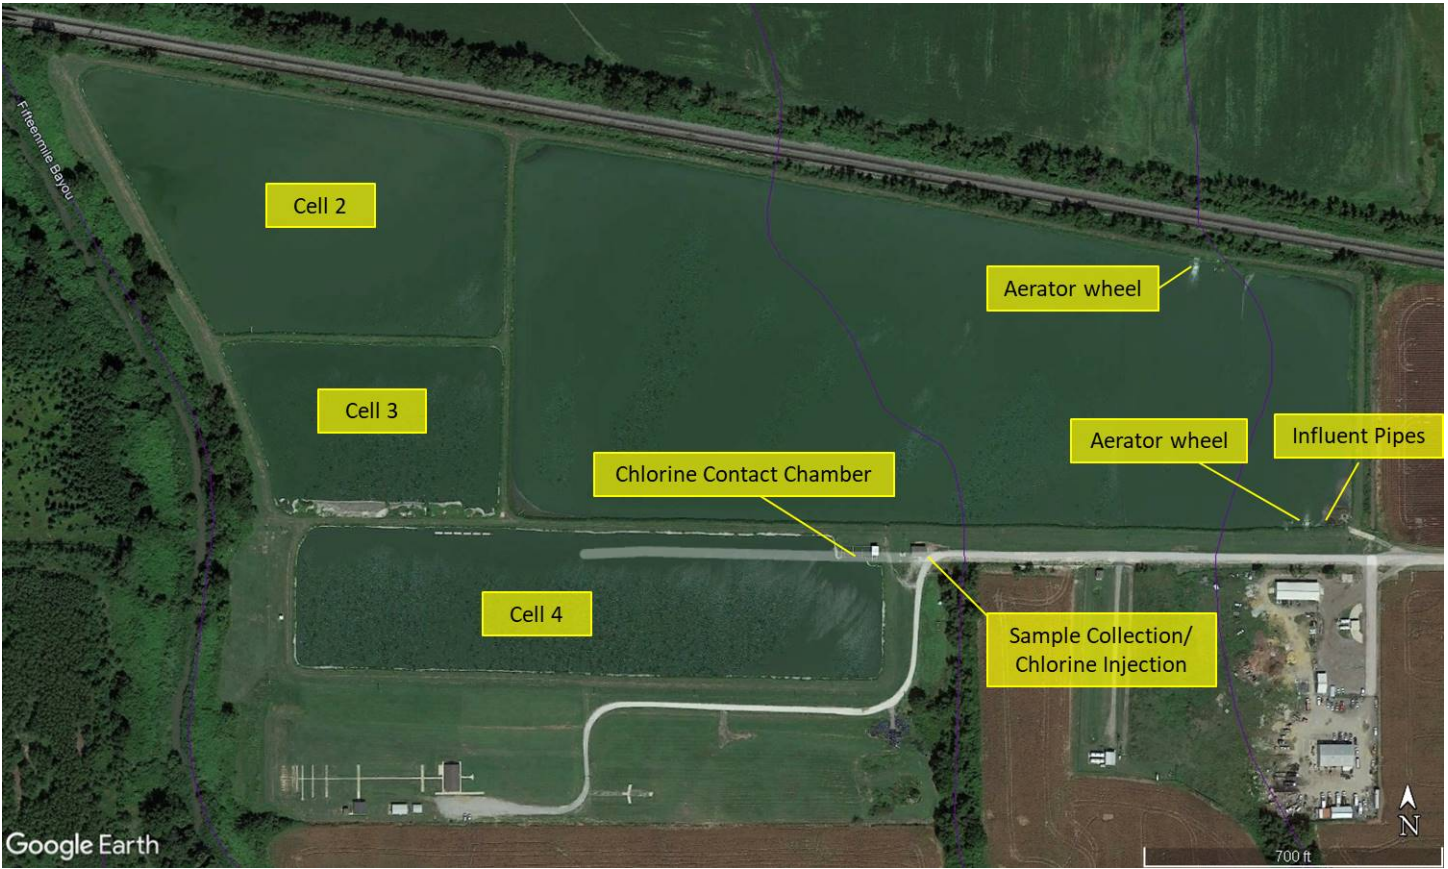 Fifteenmile Bayou
Cell 2
Aerator wheel
Cell 3
Aerator wheel
Influent Pipes
Chlorine Contact Chamber
Cell 4
Sample Collection/
Chlorine Injection
N
Google Earth
700 ft